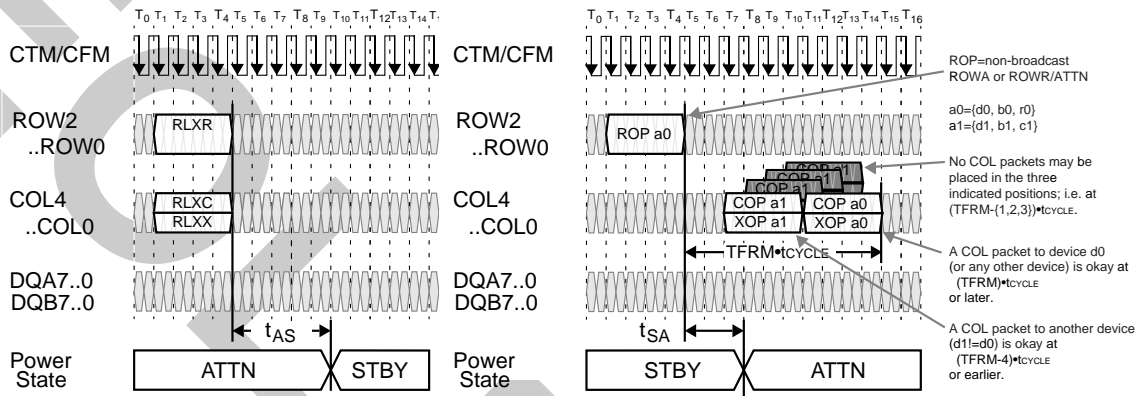 T0 T1 T2 T3 T4 T5 T6 T7 T8 T9 T10 T11 T12 T13 T14
CTM/CFM
ROW2
..ROW0
RLXR
COL4
..COL0
RLXC
RLXX
DQA7..0
DQB7..0
tAS
Power
State
ATTN
STBY
T0 T1 T2 T3 T4 T5 T6 T7 T8 T9 T10 T11 T12 T13 T14 T15 T16
CTM/CFM
ROW2
..ROW0
ROP a0
COL4
..COL0
COP a1
COP a1
COP a1
COP a1
COP a0
XOP a1
XOP a0
TFRM•tCYCLE
DQA7..0
DQB7..0
tSA
Power
State
STBY
ATTN
ROP=non-broadcast
ROWA or ROWR/ATTN
a0={d0, b0, r0}
a1={d1, b1, c1}
No COL packets may be
placed in the three
indicated positions; i.e. at
(TFRM-{1,2,3})•tCYCLE.
A COL packet to device d0
(or any other device) is okay at
(TFRM)•tCYCLE
or later.
A COL packet to another device
(d1!=d0) is okay at
(TFRM-4)•tCYCLE
or earlier.